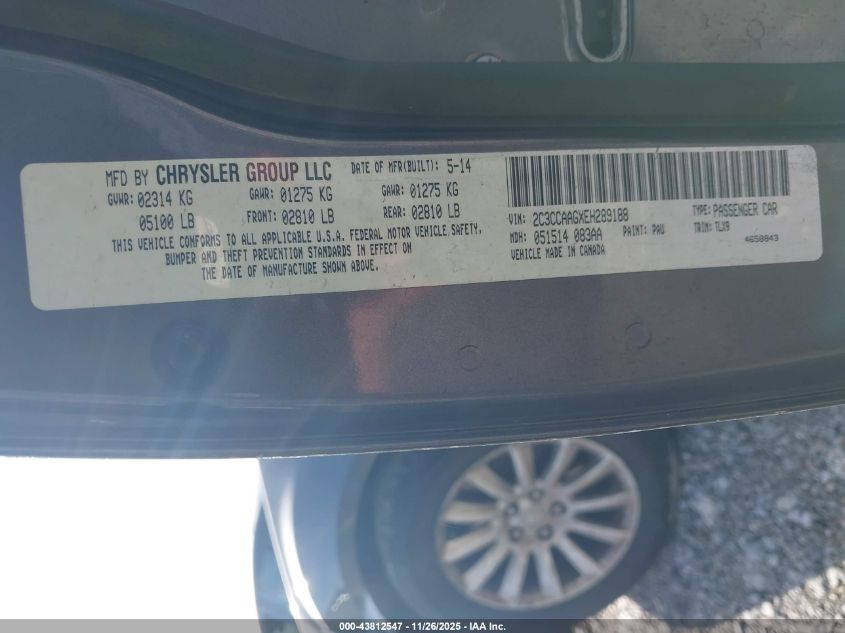 MFD BY CHRYSLER GROUP LLC DATE OF MFR(BUILT): 5-14
GVWR: 02314 KG GAWR: 01275 KG GAWR: 01275 KG
05100 LB FRONT: 02810 LB REAR: 02810 LB
THIS VEHICLE CONFORMS TO ALL APPLICABLE U.S.A. FEDERAL MOTOR VEHICLE SAFETY,
BUMPER AND THEFT PREVENTION STANDARDS IN EFFECT ON
THE DATE OF MANUFACTURE SHOWN ABOVE.
VIN: 2C3CCAAGXEH289188 TYPE: PASSENGER CAR
MDH: 051514 083AA PAINT: PAU TRIM: TLX9
VEHICLE MADE IN CANADA 4658843
000-43812547 - 11/26/2025 - IAA Inc.